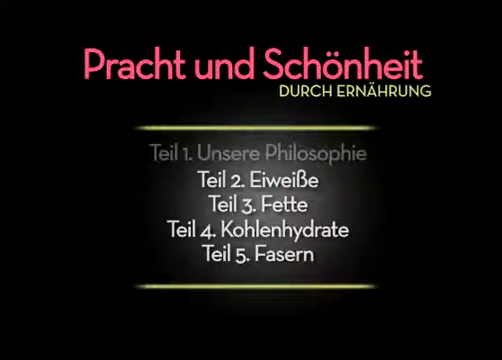 Pracht und Schönheit
DURCH ERNÄHRUNG
Teil 1. Unsere Philosophie
Teil 2. Eiweiße
Teil 3. Fette
Teil 4. Kohlenhydrate
Teil 5. Fasern